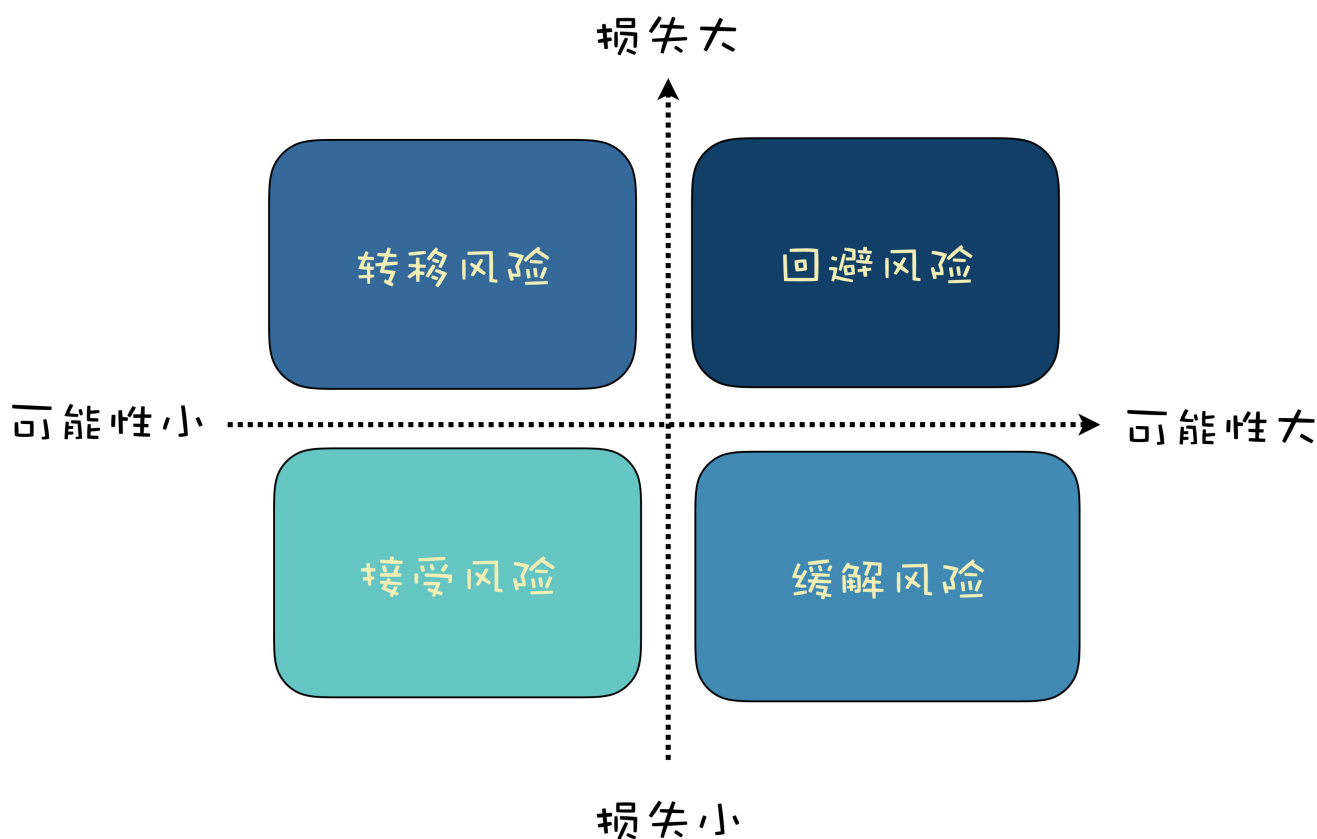 损失大
转移风险
回避风险
可能性小
可能性大
接受风险
缓解风险
损失小